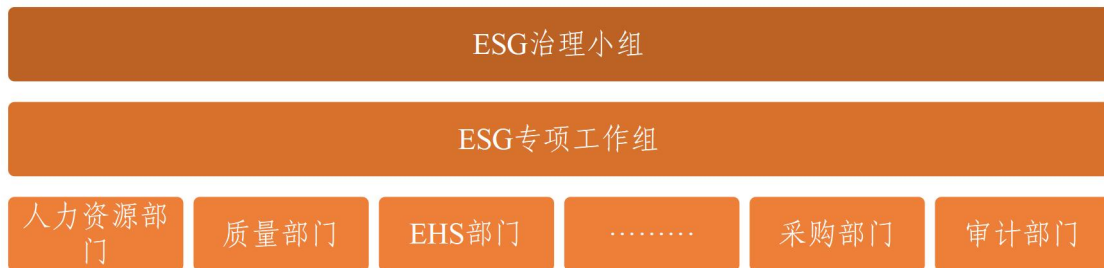 ESG治理小组
ESG专项工作组
人力资源部
门
质量部门
EHS部门
………
采购部门
审计部门